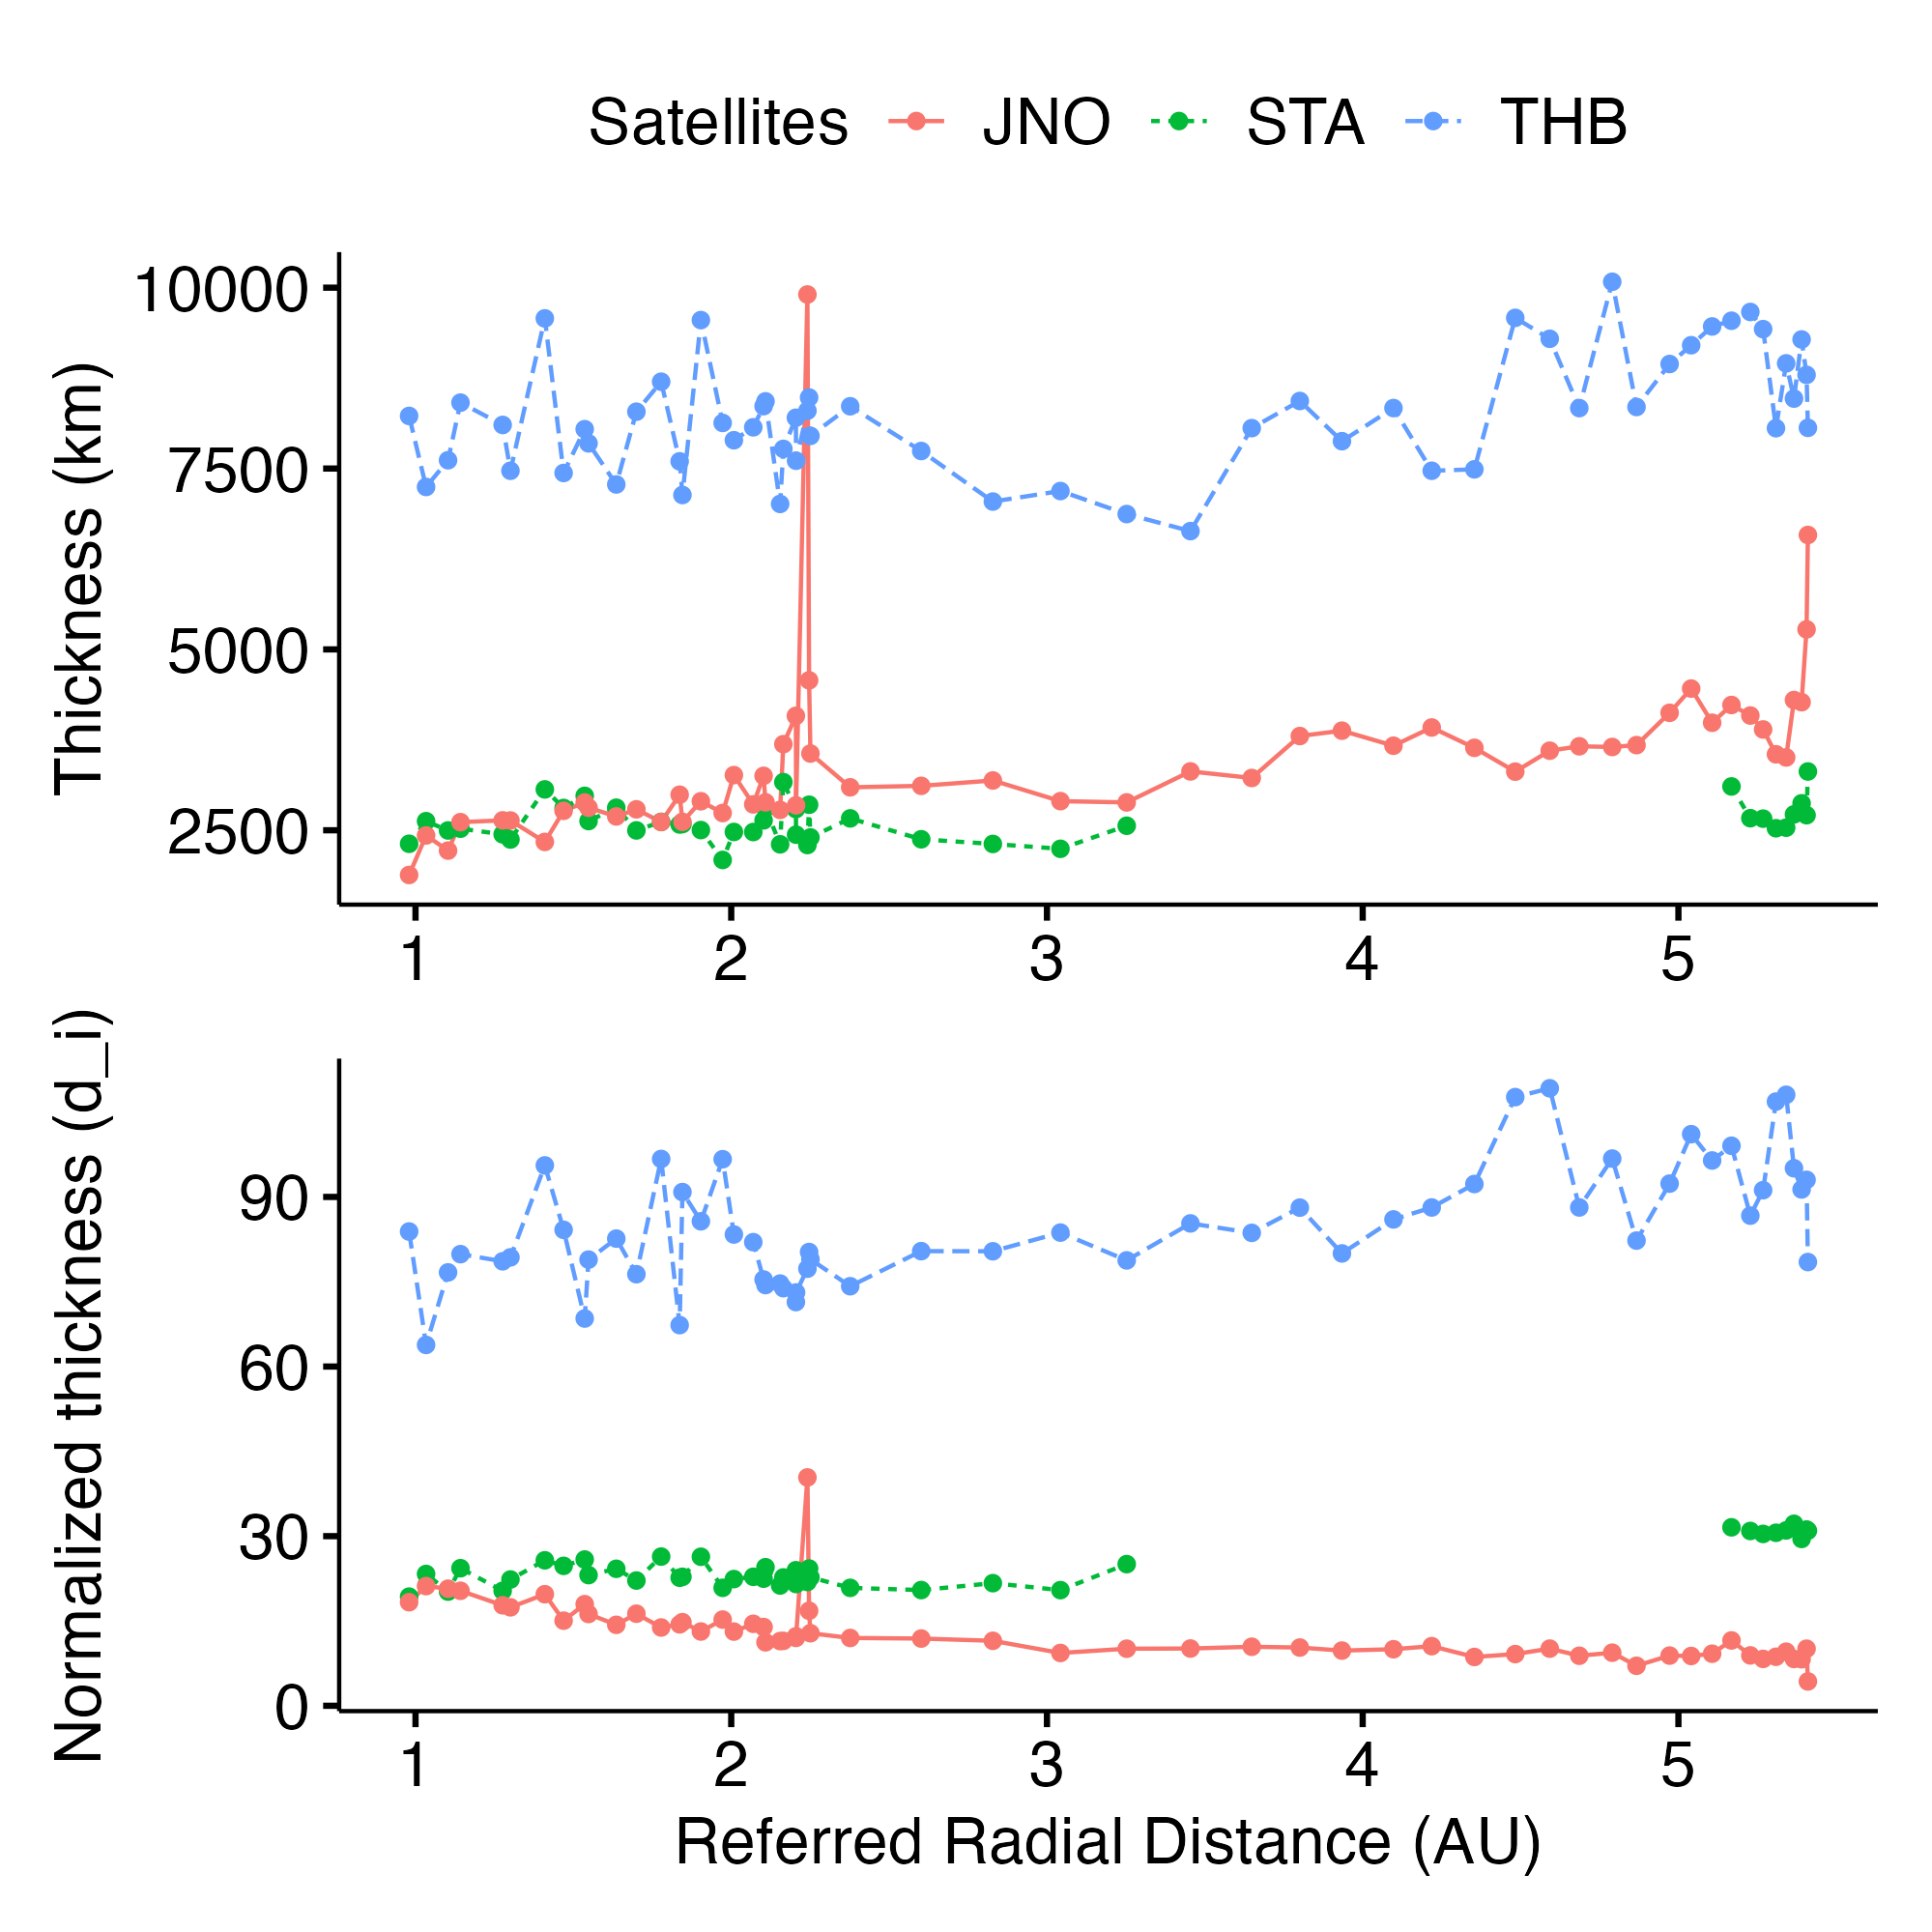 Satellites JNO STA THB
Thickness (km)
10000
7500
5000
2500
1 2 3 4 5
Normalized thickness (d_i)
90
60
30
0
1 2 3 4 5
Referred Radial Distance (AU)